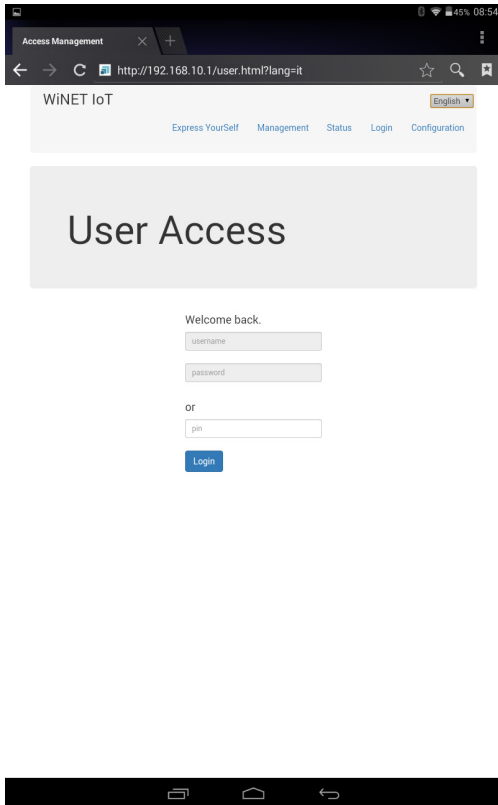 45% 08:54
Access Management
http://192.168.10.1/user.html?lang=it
WiNET IoT
English
Express YourSelf Management Status Login Configuration
User Access
Welcome back.
username
password
or
pin
Login